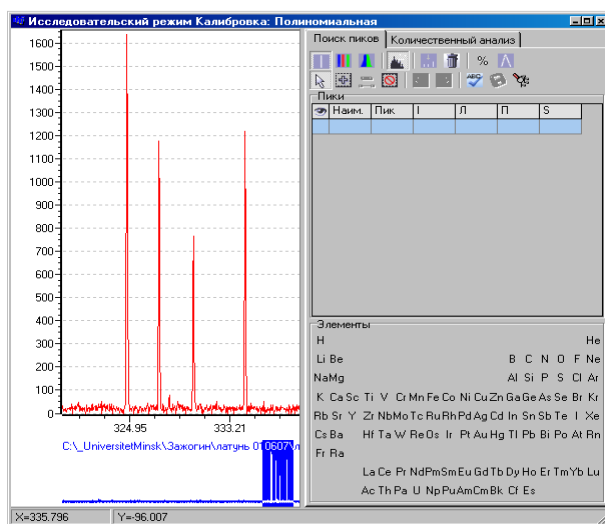 Исследовательский режим Калибровка: Полиномиальная
Поиск пиков Количественный анализ
%
ABC
Пики
Наим. Пик I Л П S
1600
1500
1400
1300
1200
1100
1000
900
800
700
600
500
400
300
200
100
0
324.95 333.21
C:\_UniversitetMinsk\Зажогин\латунь 010607\л
Элементы
H He
Li Be B C N O F Ne
Na Mg Al Si P S Cl Ar
K Ca Sc Ti V Cr Mn Fe Co Ni Cu Zn Ga Ge As Se Br Kr
Rb Sr Y Zr Nb Mo Tc Ru Rh Pd Ag Cd In Sn Sb Te I Xe
Cs Ba Hf Ta W Re Os Ir Pt Au Hg Tl Pb Bi Po At Rn
Fr Ra
La Ce Pr Nd Pm Sm Eu Gd Tb Dy Ho Er Tm Yb Lu
Ac Th Pa U Np Pu Am Cm Bk Cf Es
X=335.796 Y=-96.007